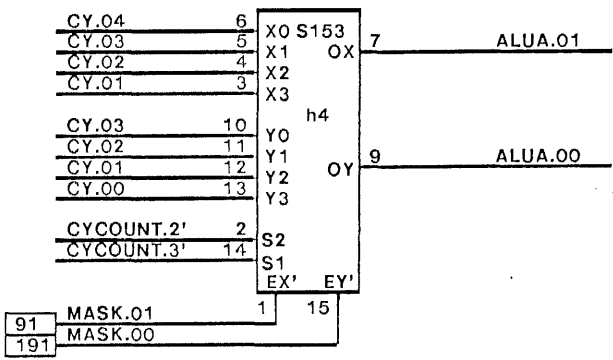 CY.04 6 X0 S153 7 ALUA.01
CY.03 5 X1 OX
CY.02 4 X2
CY.01 3 X3
h4
CY.03 10 Y0
CY.02 11 Y1 9 ALUA.00
CY.01 12 Y2 OY
CY.00 13 Y3
CYCOUNT.2' 2 S2
CYCOUNT.3' 14 S1
EX' EY'
91 MASK.01 1 15
191 MASK.00